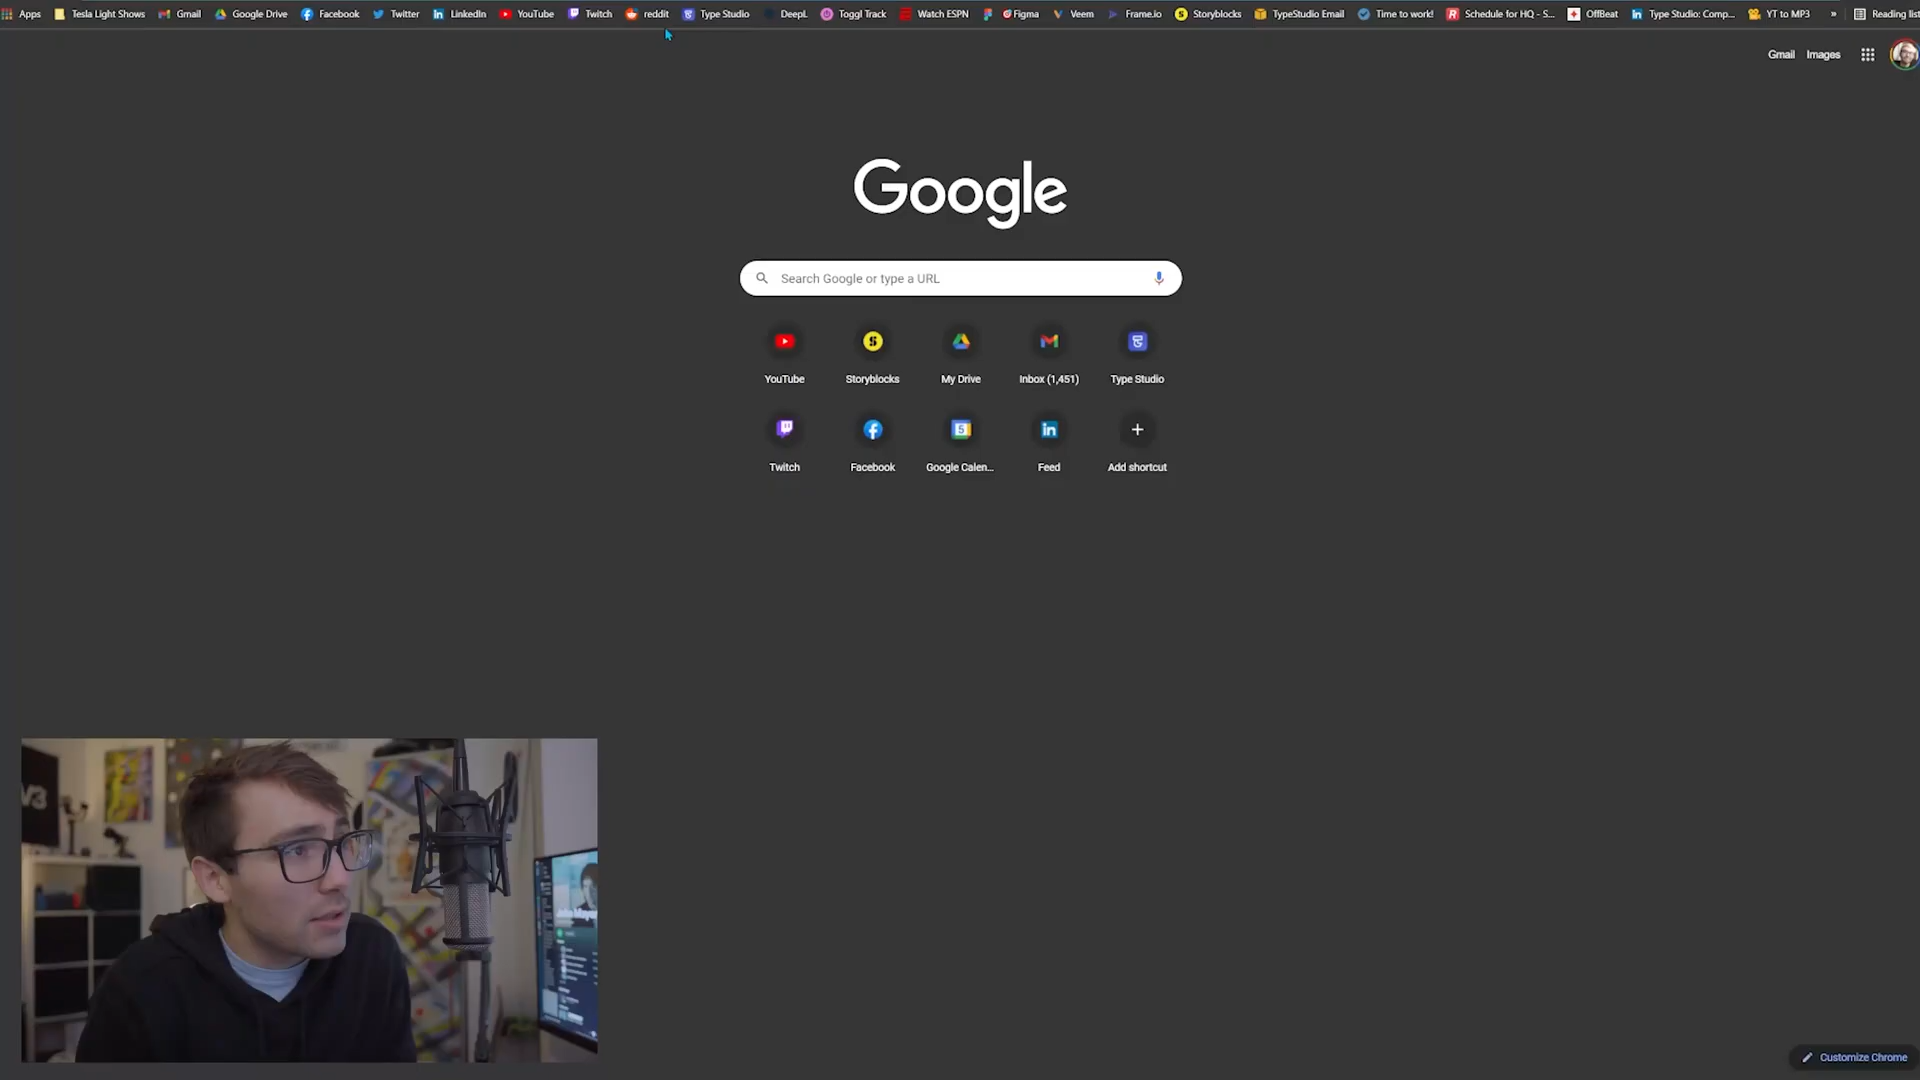 Apps Tesla Light Shows Gmail Google Drive Facebook Twitter LinkedIn YouTube Twitch reddit Type Studio DeepL Toggl Track Watch ESPN Figma Veem Frame.io Storyblocks TypeStudio Email Time to work! Schedule for HQ - S... OffBeat Type Studio: Comp... YT to MP3 » Reading list
Gmail Images
Google
Search Google or type a URL
YouTube Storyblocks My Drive Inbox (1,451) Type Studio
Twitch Facebook Google Calen... Feed Add shortcut
V3
Customize Chrome